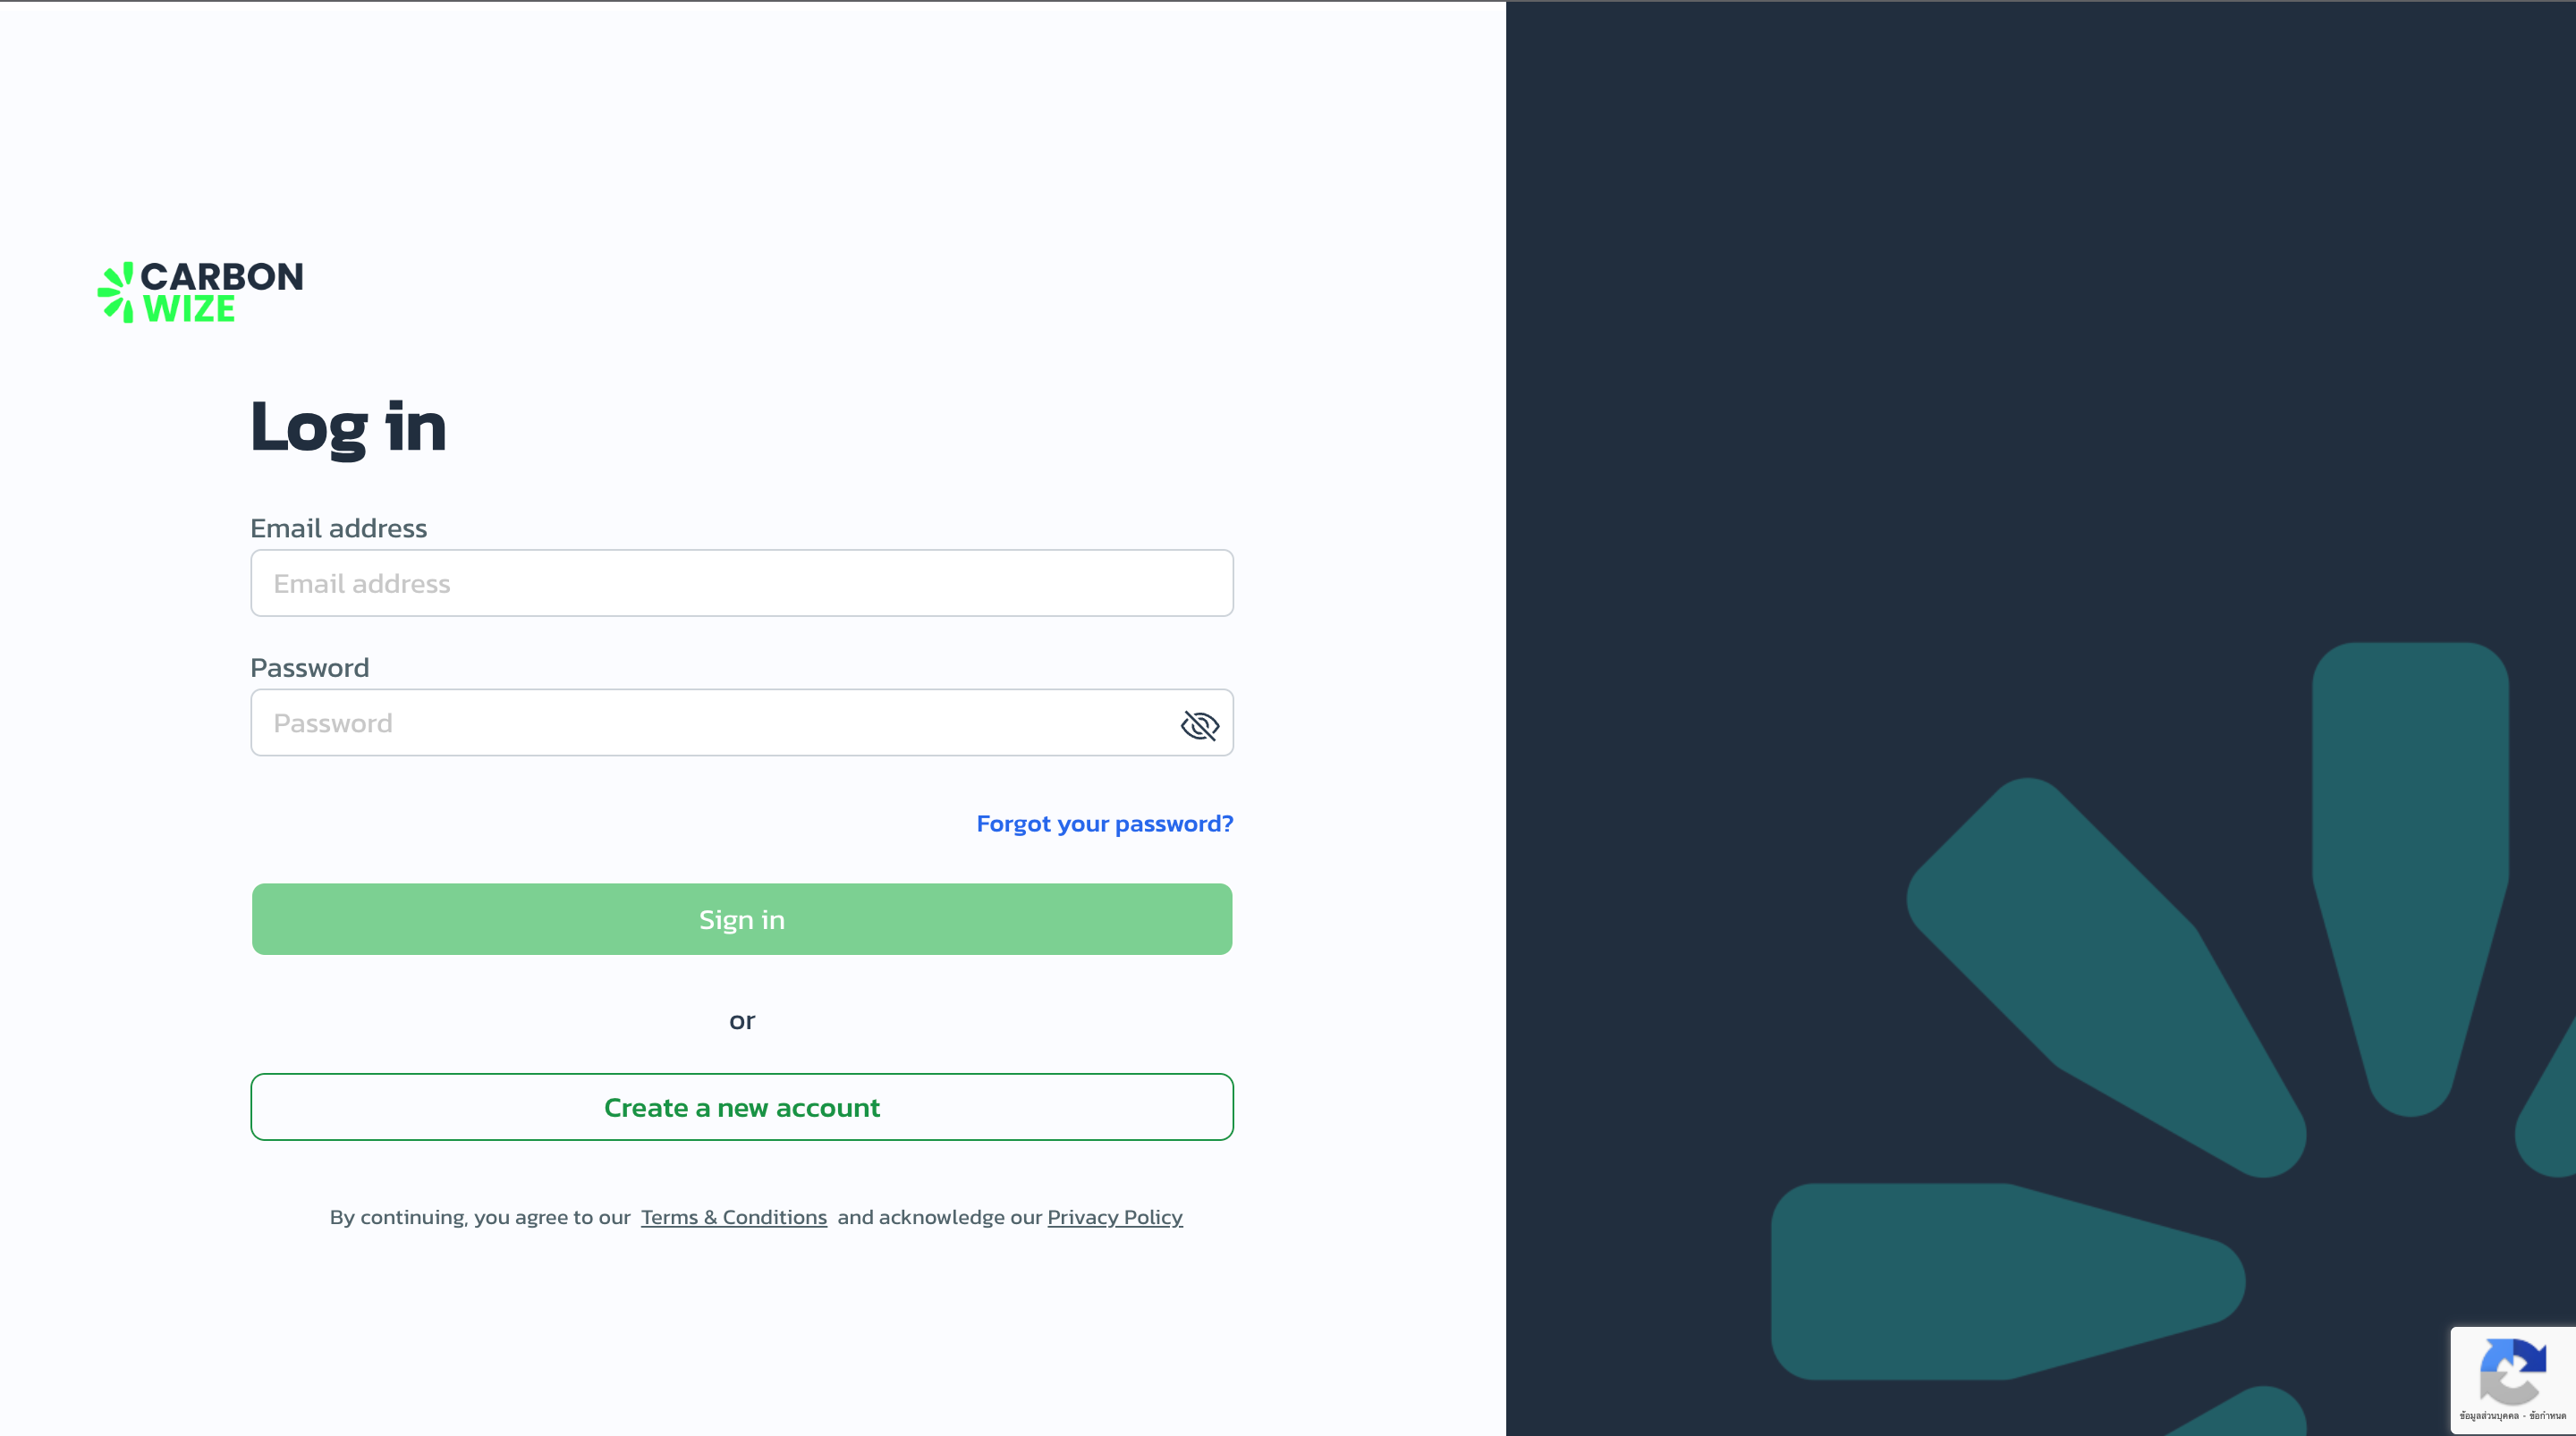 CARBON
WIZE
Log in
Email address
Email address
Password
Password
Forgot your password?
Sign in
or
Create a new account
By continuing, you agree to our Terms & Conditions and acknowledge our Privacy Policy
ข้อมูลส่วนบุคคล - ข้อกำหนด